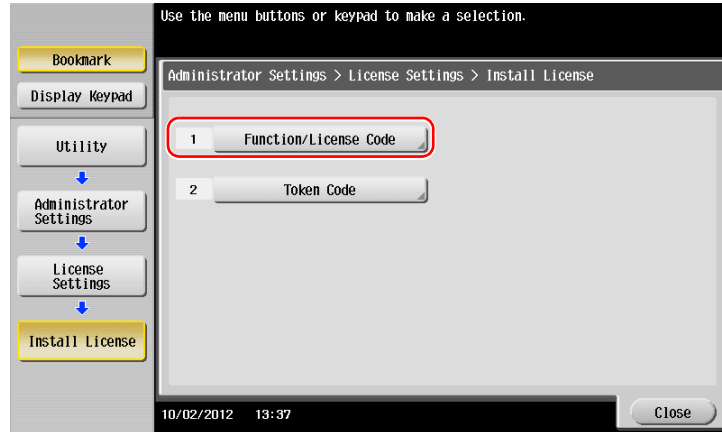 Use the menu buttons or keypad to make a selection.
Bookmark
Display Keypad
Administrator Settings > License Settings > Install License
Utility
1 Function/License Code
2 Token Code
Administrator
Settings
License
Settings
Install License
10/02/2012 13:37
Close